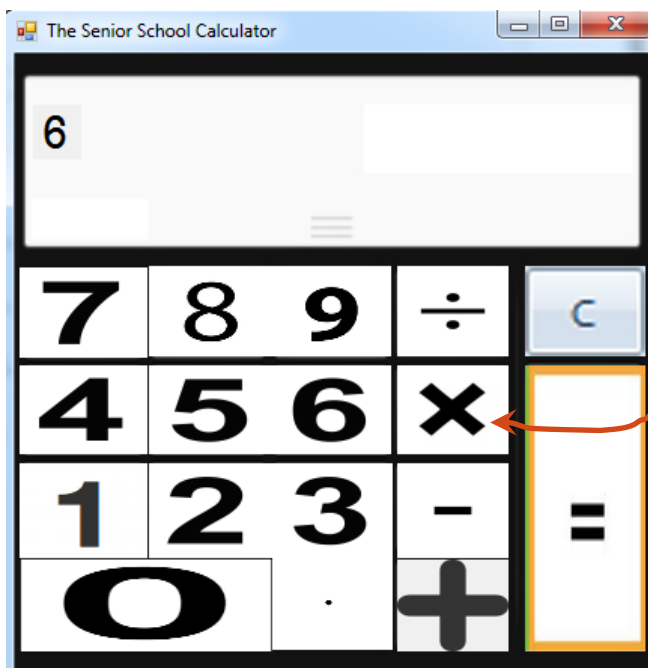 The Senior School Calculator
6
7 8 9 ÷ C
4 5 6 ×
1 2 3 - =
0 . +